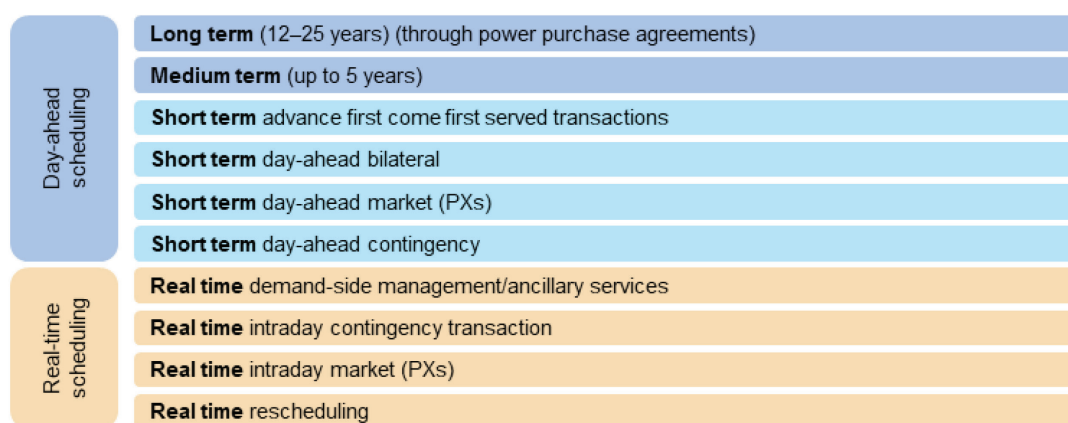 Day-ahead
scheduling
Long term (12–25 years) (through power purchase agreements)
Medium term (up to 5 years)
Short term advance first come first served transactions
Short term day-ahead bilateral
Short term day-ahead market (PXs)
Short term day-ahead contingency
Real-time
scheduling
Real time demand-side management/ancillary services
Real time intraday contingency transaction
Real time intraday market (PXs)
Real time rescheduling